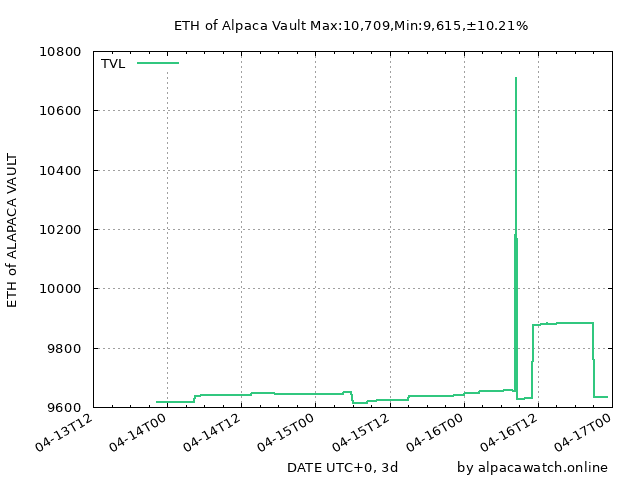 ETH of Alpaca Vault Max:10,709,Min:9,615,±10.21%
TVL
ETH of ALAPACA VAULT
10800
10600
10400
10200
10000
9800
9600
04-13T12
04-14T00
04-14T12
04-15T00
04-15T12
04-16T00
04-16T12
04-17T00
DATE UTC+0, 3d
by alpacawatch.online